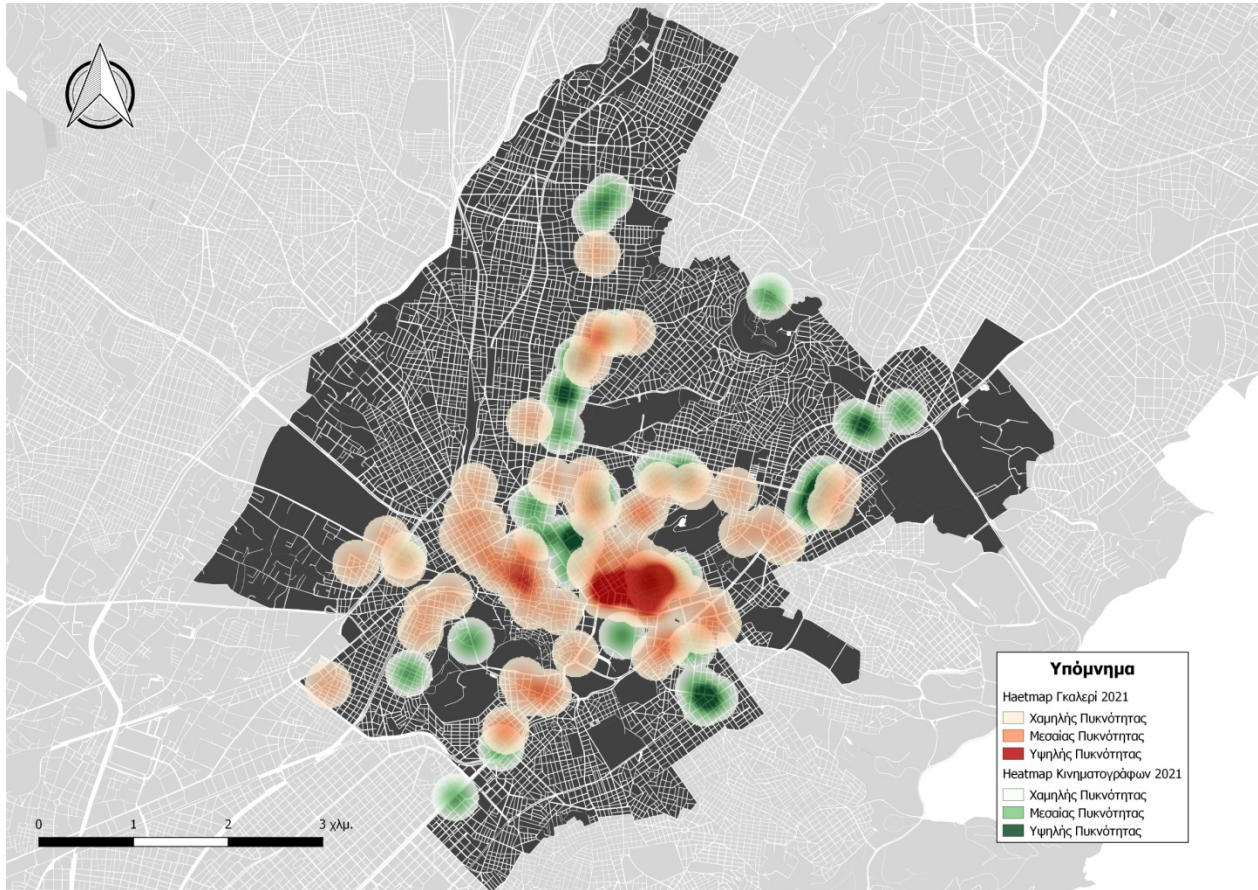 Υπόμνημα
Haetmap Γκαλερί 2021
Χαμηλής Πυκνότητας
Μεσαίας Πυκνότητας
Υψηλής Πυκνότητας
Heatmap Κινηματογράφων 2021
Χαμηλής Πυκνότητας
Μεσαίας Πυκνότητας
Υψηλής Πυκνότητας
0 1 2 3 χλμ.